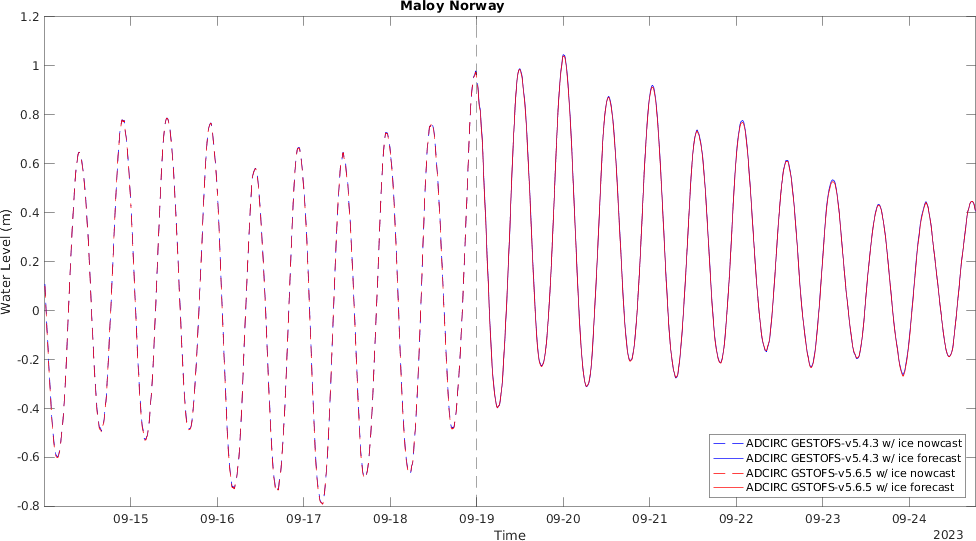 Maloy Norway
1.2
1
0.8
0.6
0.4
0.2
0
-0.2
-0.4
-0.6
-0.8
Water Level (m)
09-15 09-16 09-17 09-18 09-19 09-20 09-21 09-22 09-23 09-24
Time
2023
ADCIRC GESTOFS-v5.4.3 w/ ice nowcast
ADCIRC GESTOFS-v5.4.3 w/ ice forecast
ADCIRC GSTOFS-v5.6.5 w/ ice nowcast
ADCIRC GSTOFS-v5.6.5 w/ ice forecast